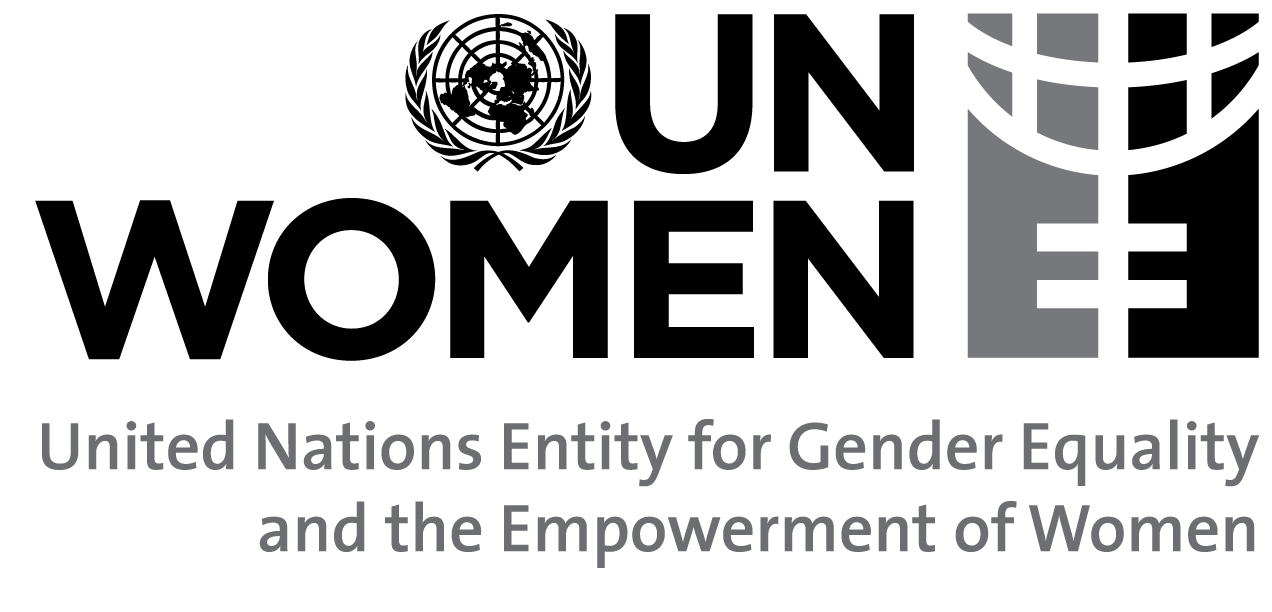 UN
WOMEN
United Nations Entity for Gender Equality
and the Empowerment of Women